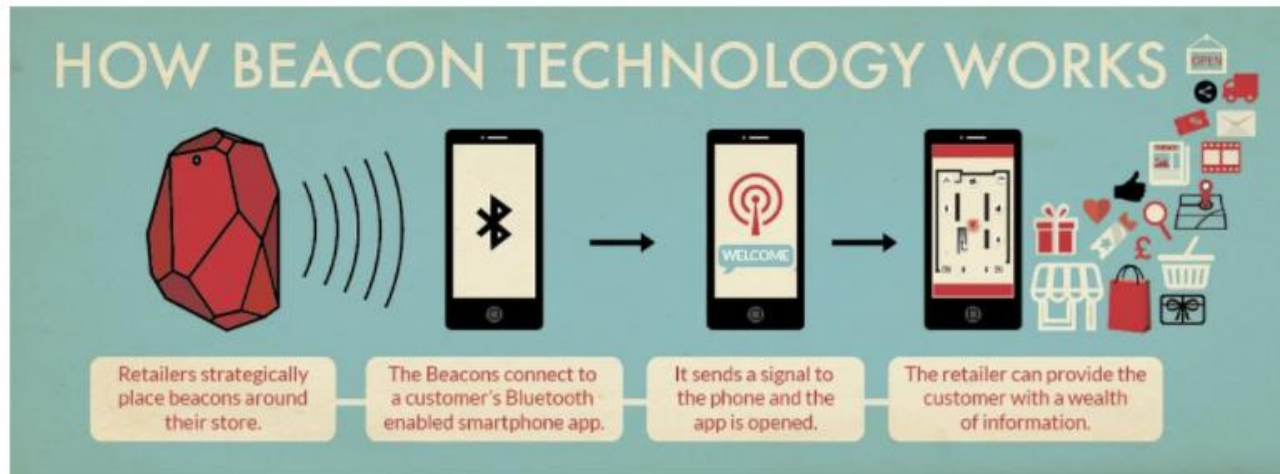 HOW BEACON TECHNOLOGY WORKS
OPEN
WELCOME
£
Retailers strategically
place beacons around
their store.
The Beacons connect to
a customer's Bluetooth
enabled smartphone app.
It sends a signal to
the phone and the
app is opened.
The retailer can provide the
customer with a wealth
of information.